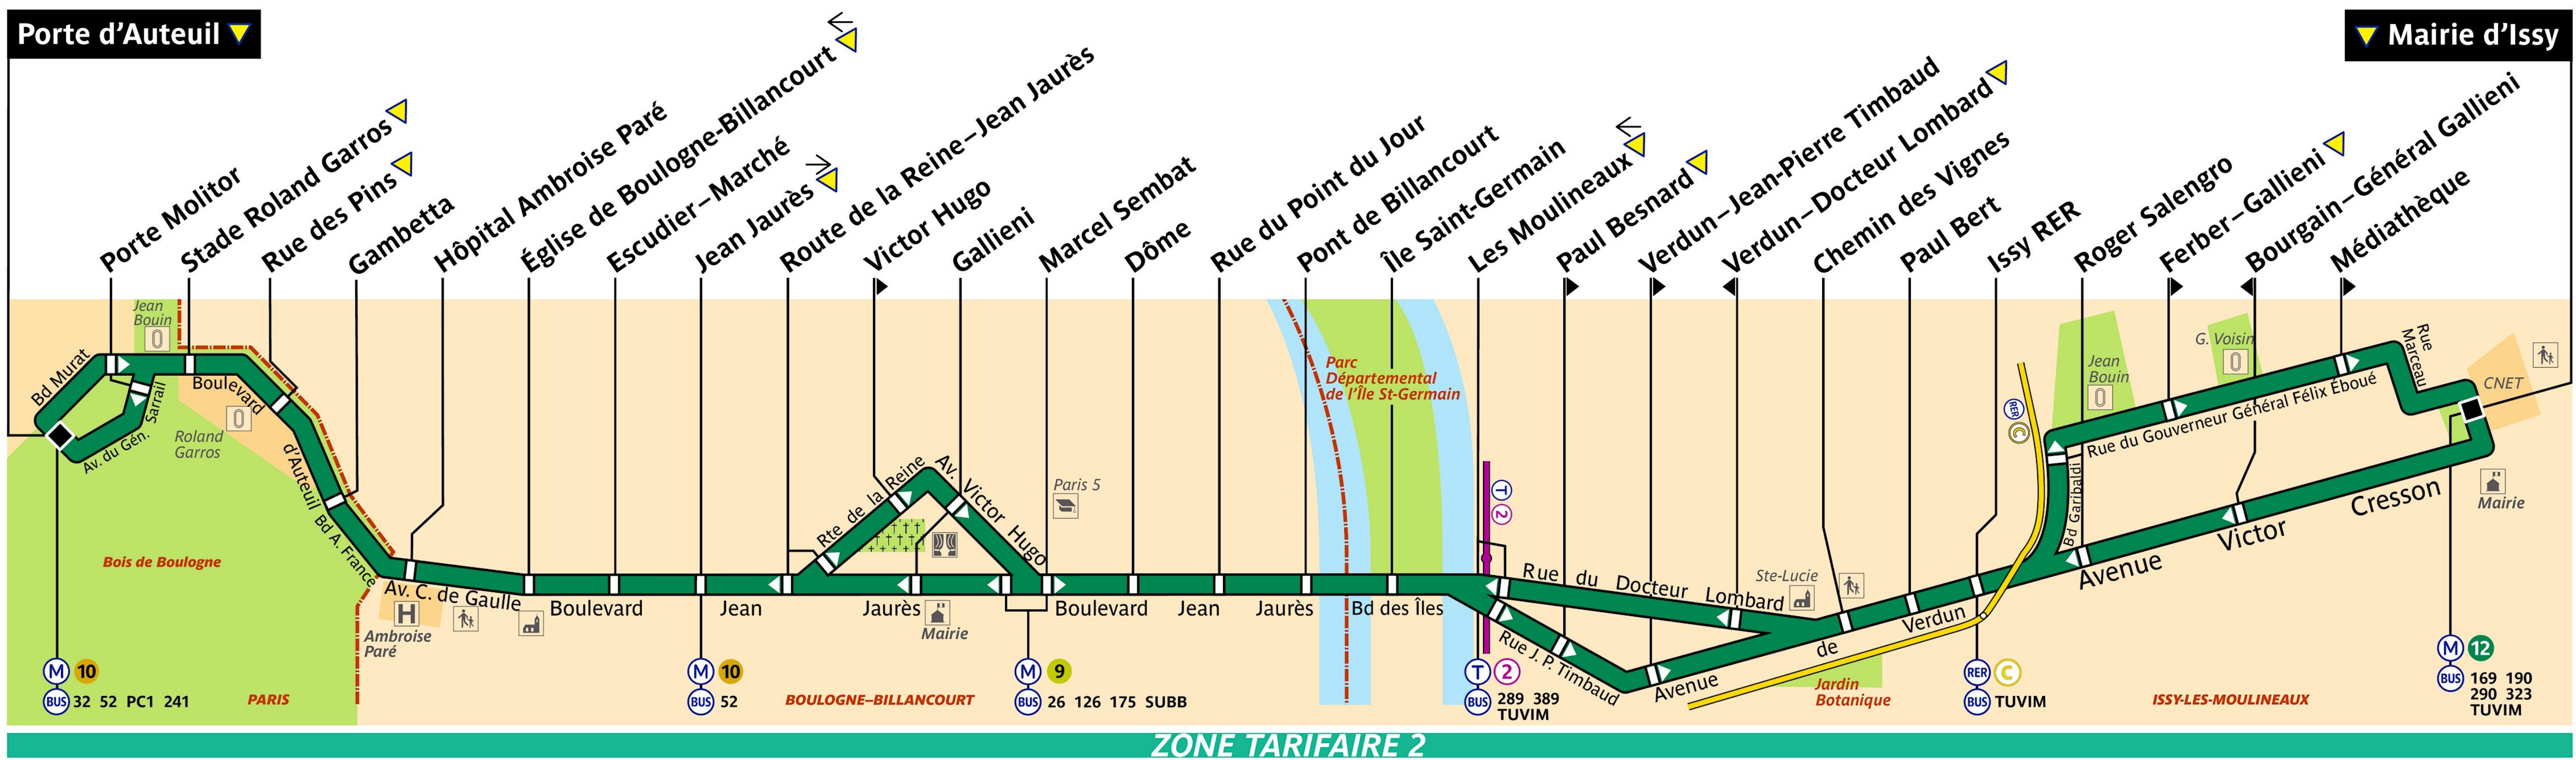 Porte d'Auteuil
Mairie d'Issy
Porte Molitor
Stade Roland Garros
Rue des Pins
Gambetta
Hôpital Ambroise Paré
Église de Boulogne-Billancourt
Escudier–Marché
Jean Jaurès
Route de la Reine–Jean Jaurès
Victor Hugo
Gallieni
Marcel Sembat
Dôme
Rue du Point du Jour
Pont de Billancourt
Île Saint-Germain
Les Moulineaux
Paul Besnard
Verdun–Jean-Pierre Timbaud
Verdun–Docteur Lombard
Chemin des Vignes
Paul Bert
Issy RER
Roger Salengro
Ferber–Gallieni
Bourgain–Général Gallieni
Médiathèque
Jean
Bouin
Bd Murat
Av. du Gén. Sarrail
Boulevard
d'Auteuil
Roland
Garros
Bd A. France
Bois de Boulogne
Av. C. de Gaulle
H
Ambroise
Paré
Boulevard
Jean
Jaurès
Rte de la Reine
Av. Victor Hugo
Mairie
Paris 5
Boulevard
Jean
Jaurès
Bd des Îles
Parc
Départemental
de l'Île St-Germain
T 2
Rue du Docteur Lombard
Rue J. P. Timbaud
Ste-Lucie
Avenue
de
Verdun
Jardin
Botanique
RER C
Bd Garibaldi
Jean
Bouin
G. Voisin
Rue du Gouverneur Général Félix Éboué
Rue
Marceau
CNET
Mairie
Avenue
Victor
Cresson
M 10
BUS 32 52 PC1 241
PARIS
M 10
BUS 52
BOULOGNE–BILLANCOURT
M 9
BUS 26 126 175 SUBB
T 2
BUS 289 389
TUVIM
RER C
BUS TUVIM
ISSY-LES-MOULINEAUX
M 12
BUS 169 190
290 323
TUVIM
ZONE TARIFAIRE 2